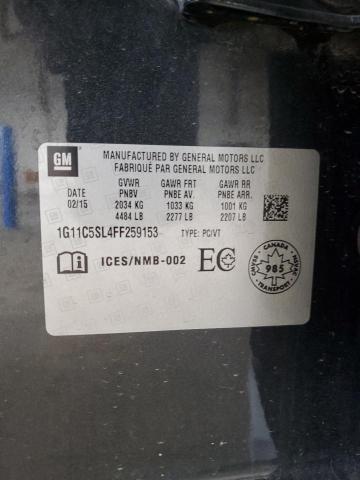 GM
MANUFACTURED BY GENERAL MOTORS LLC
FABRIQUÉ PAR GENERAL MOTORS LLC
GVWR GAWR FRT GAWR RR
DATE PNBV PNBE AV. PNBE ARR.
02/15 2034 KG 1033 KG 1001 KG
4484 LB 2277 LB 2207 LB
1G11C5SL4FF259153 TYPE: PC/VT
ICES/NMB-002 EC
CANADA
985
CMVSS NSVAC